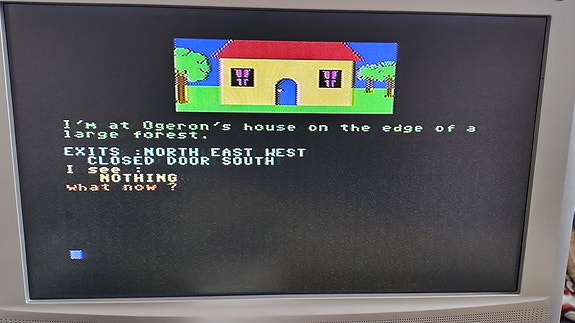 I'm at Ogeron's house on the edge of a
large forest.
EXITS :NORTH EAST WEST
CLOSED DOOR SOUTH
I see :
NOTHING
what now ?